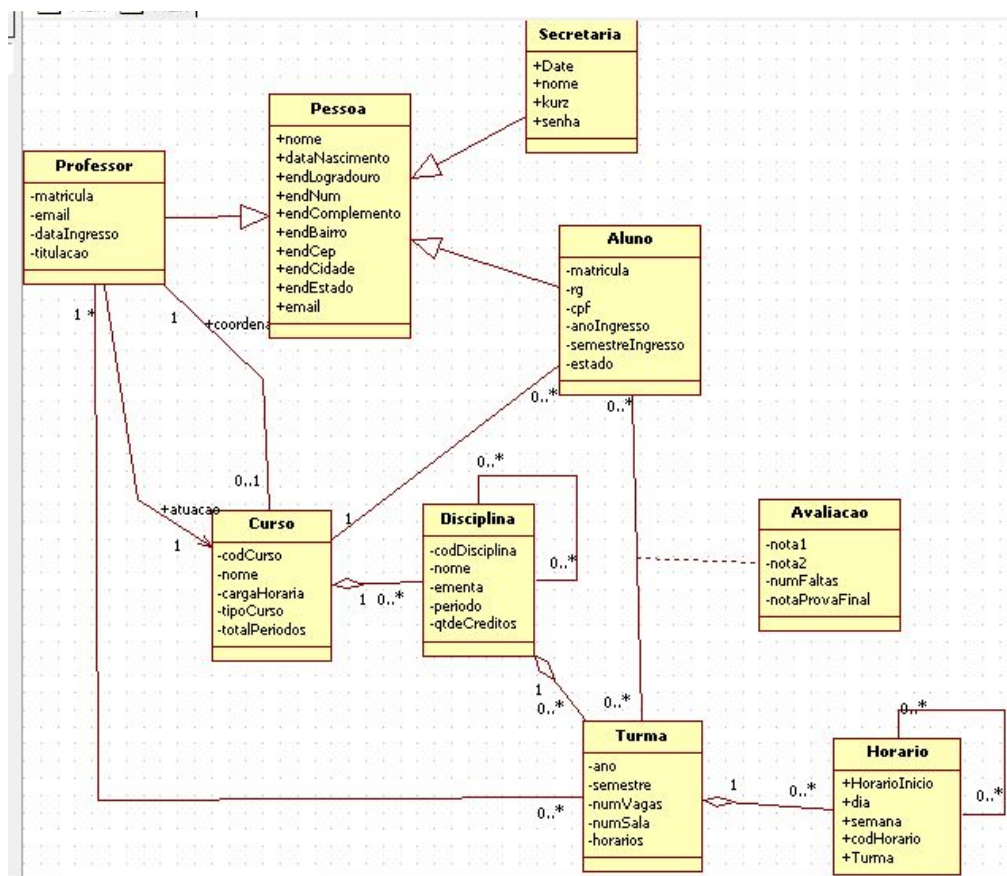 Secretaria
+Date
+nome
+kurz
+senha
Pessoa
+nome
+dataNascimento
+endLogradouro
+endNum
+endComplemento
+endBairro
+endCep
+endCidade
+endEstado
+email
Professor
-matricula
-email
-dataIngresso
-titulacao
Aluno
-matricula
-rg
-cpf
-anoIngresso
-semestreIngresso
-estado
1 *
1
+coordena
0..*
0..*
0..1
+atuacao
1
1
0..*
0..*
Curso
-codCurso
-nome
-cargaHoraria
-tipoCurso
-totalPeriodos
1 0..*
Disciplina
-codDisciplina
-nome
-ementa
-periodo
-qtdeCreditos
Avaliacao
-nota1
-nota2
-numFaltas
-notaProvaFinal
1
0..*
0..*
0..*
Turma
-ano
-semestre
-numVagas
-numSala
-horarios
1
0..*
0..*
0..*
Horario
+HorarioInicio
+dia
+semana
+codHorario
+Turma